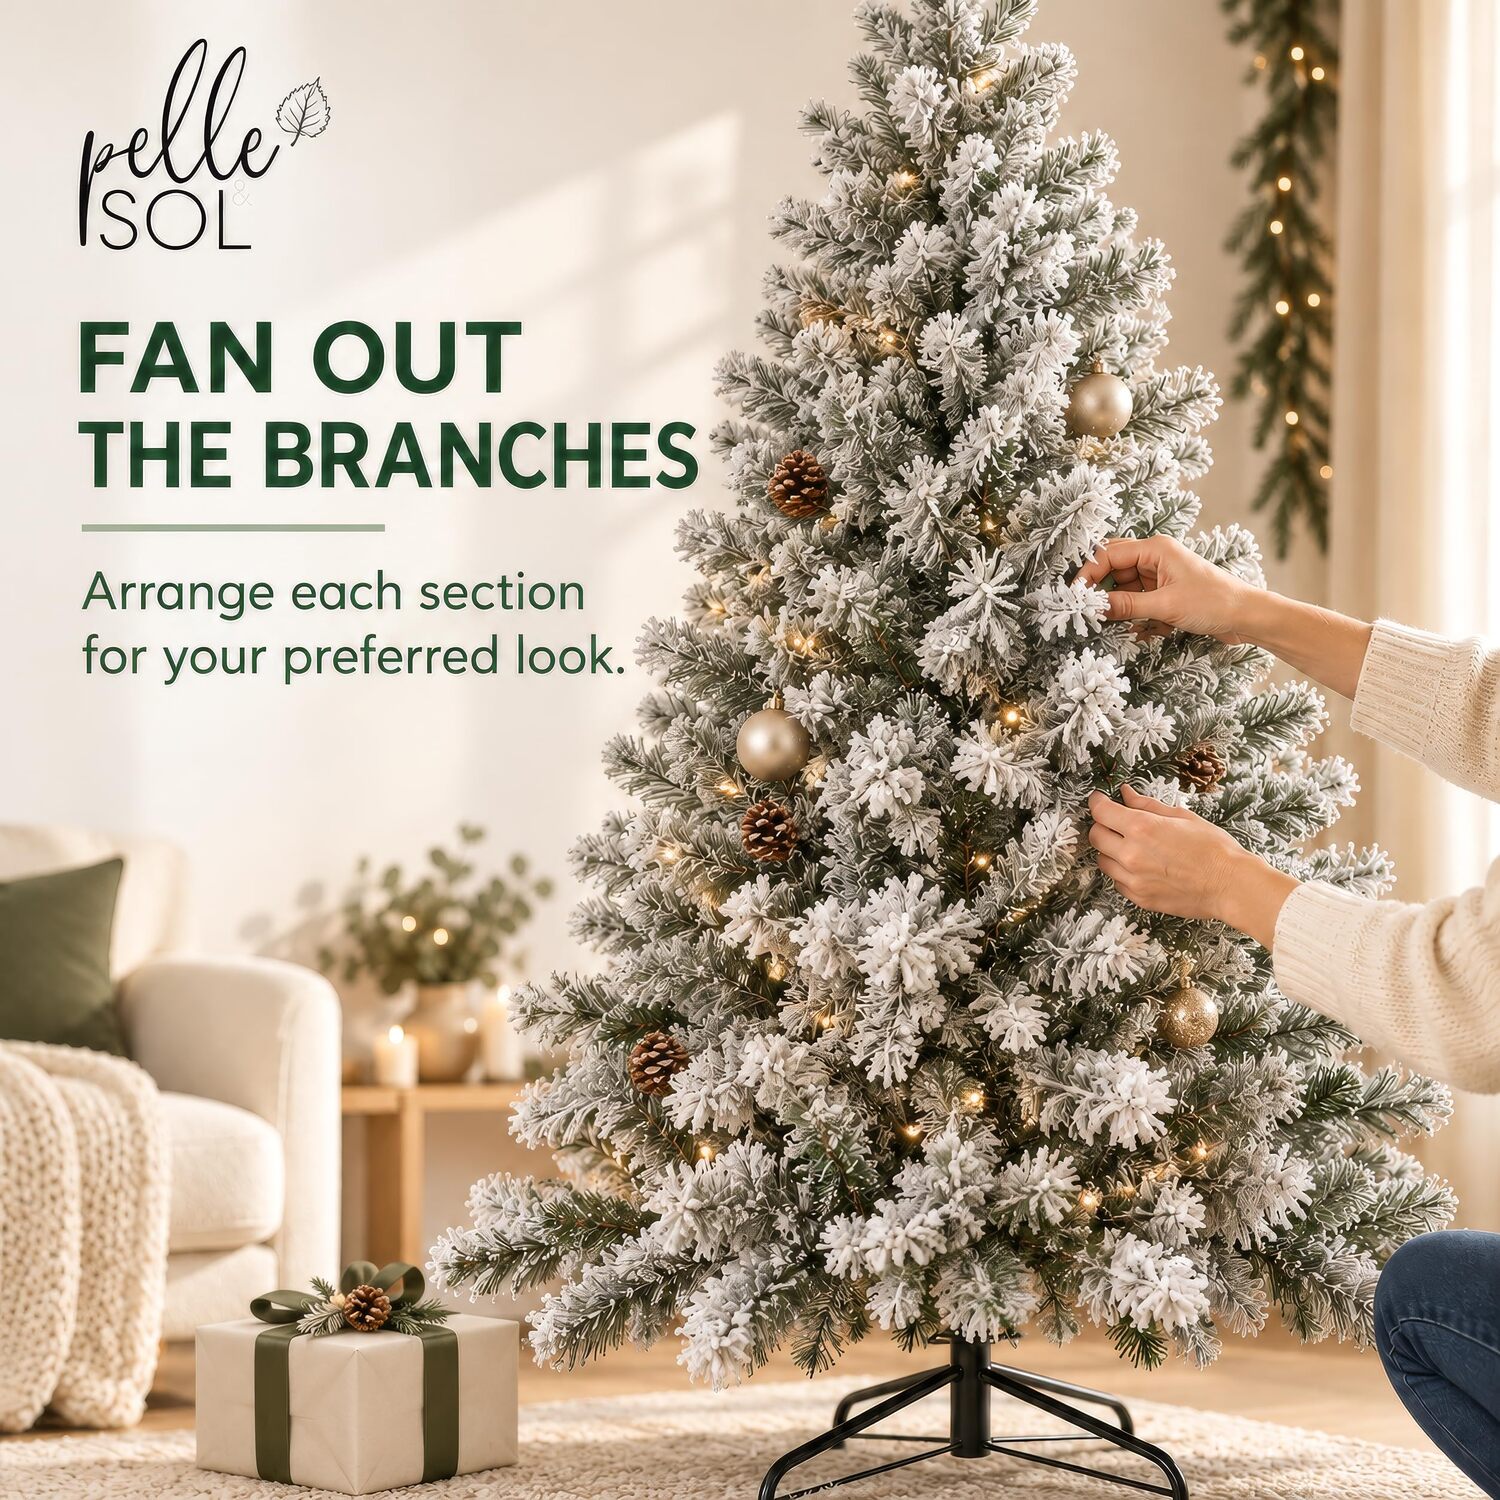 pelle
& SOL
FAN OUT
THE BRANCHES
Arrange each section
for your preferred look.